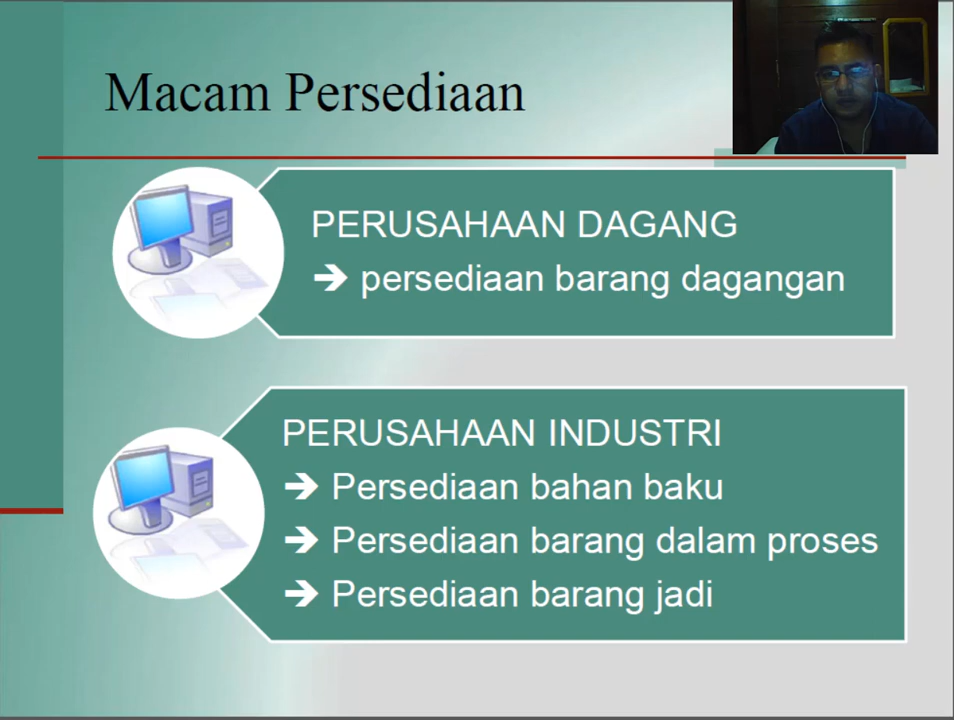 Macam Persediaan
PERUSAHAAN DAGANG
➔ persediaan barang dagangan
PERUSAHAAN INDUSTRI
➔ Persediaan bahan baku
➔ Persediaan barang dalam proses
➔ Persediaan barang jadi